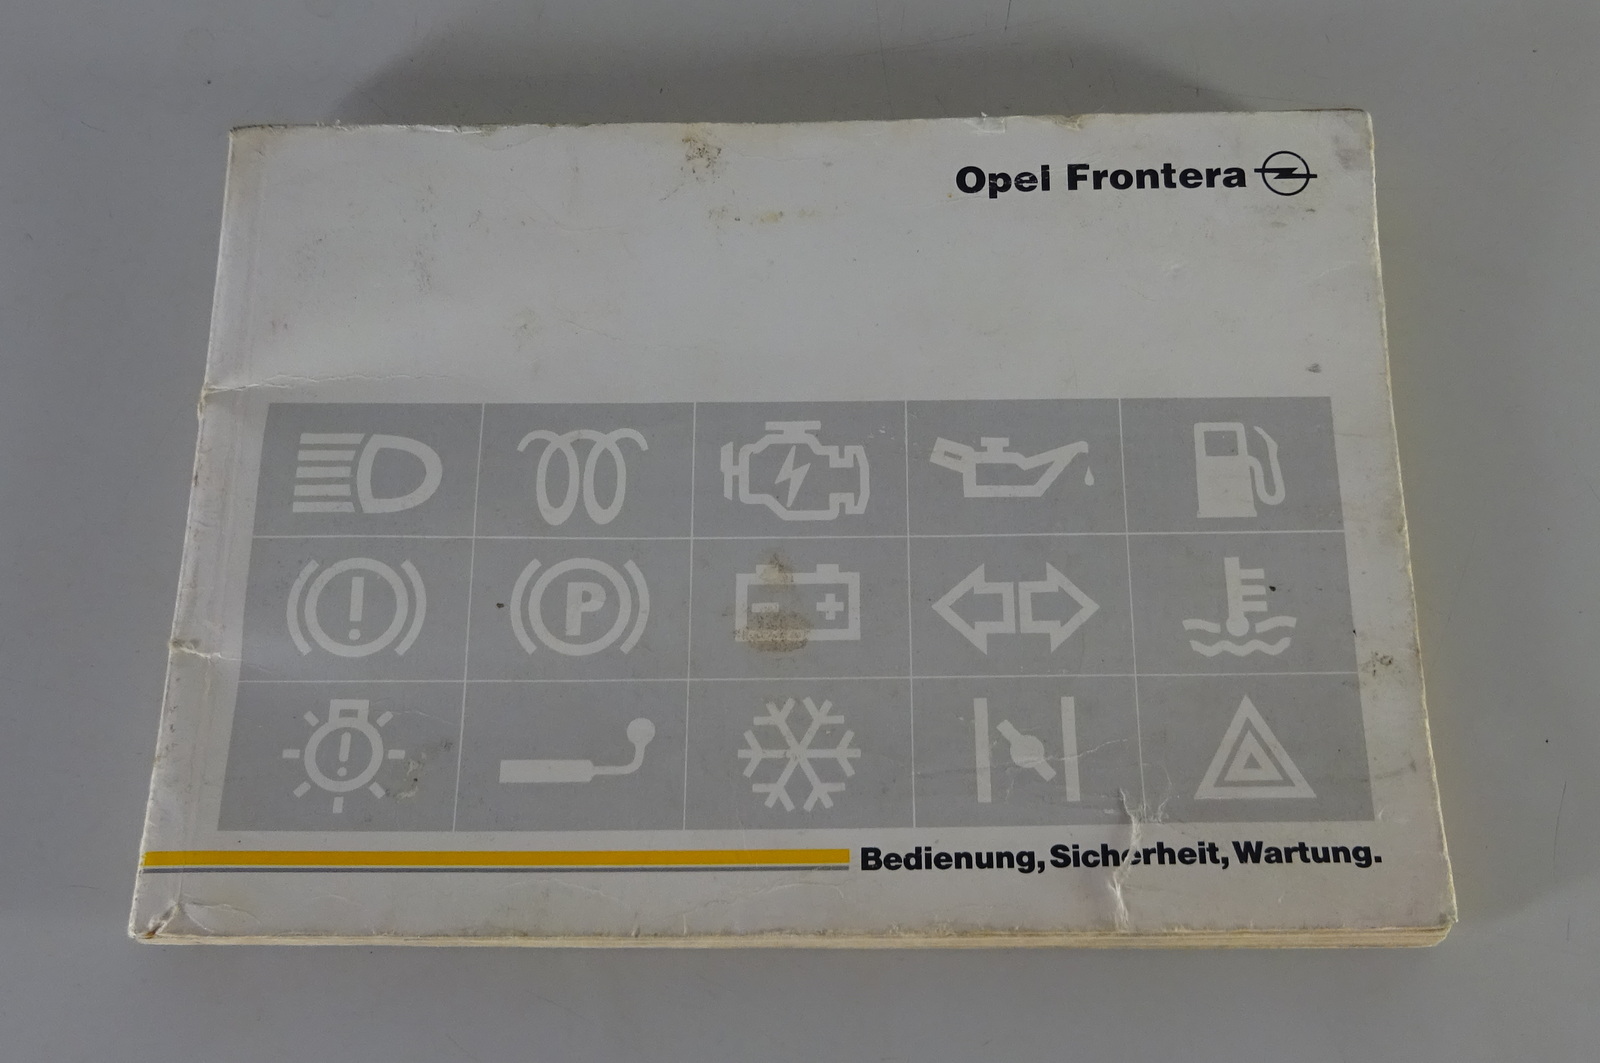 Opel Frontera
P
Bedienung, Sicherheit, Wartung.